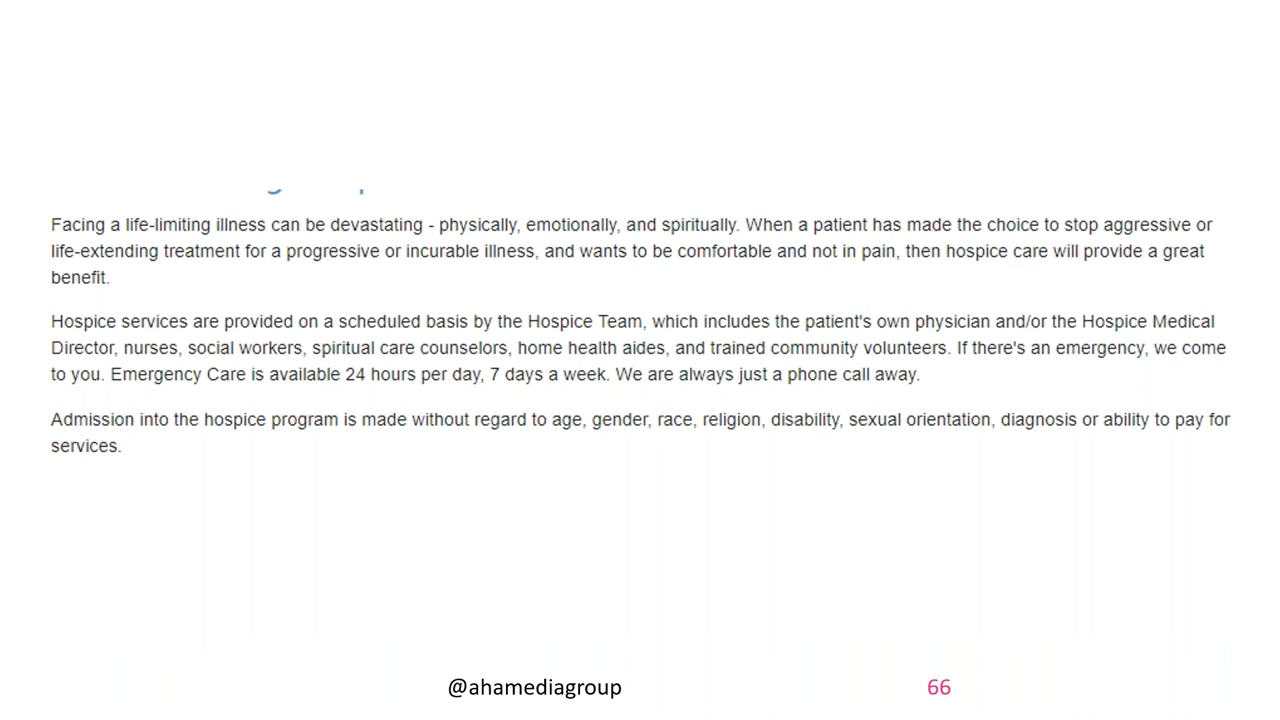 Facing a life-limiting illness can be devastating - physically, emotionally, and spiritually. When a patient has made the choice to stop aggressive or
life-extending treatment for a progressive or incurable illness, and wants to be comfortable and not in pain, then hospice care will provide a great
benefit.
Hospice services are provided on a scheduled basis by the Hospice Team, which includes the patient's own physician and/or the Hospice Medical
Director, nurses, social workers, spiritual care counselors, home health aides, and trained community volunteers. If there's an emergency, we come
to you. Emergency Care is available 24 hours per day, 7 days a week. We are always just a phone call away.
Admission into the hospice program is made without regard to age, gender, race, religion, disability, sexual orientation, diagnosis or ability to pay for
services.
@ahamediagroup
66